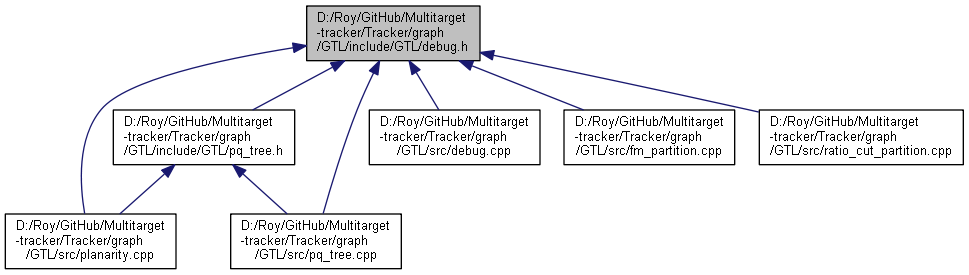 D:/Roy/GitHub/Multitarget
-tracker/Tracker/graph
/GTL/include/GTL/debug.h
D:/Roy/GitHub/Multitarget
-tracker/Tracker/graph
/GTL/include/GTL/pq_tree.h
D:/Roy/GitHub/Multitarget
-tracker/Tracker/graph
/GTL/src/debug.cpp
D:/Roy/GitHub/Multitarget
-tracker/Tracker/graph
/GTL/src/fm_partition.cpp
D:/Roy/GitHub/Multitarget
-tracker/Tracker/graph
/GTL/src/ratio_cut_partition.cpp
D:/Roy/GitHub/Multitarget
-tracker/Tracker/graph
/GTL/src/planarity.cpp
D:/Roy/GitHub/Multitarget
-tracker/Tracker/graph
/GTL/src/pq_tree.cpp